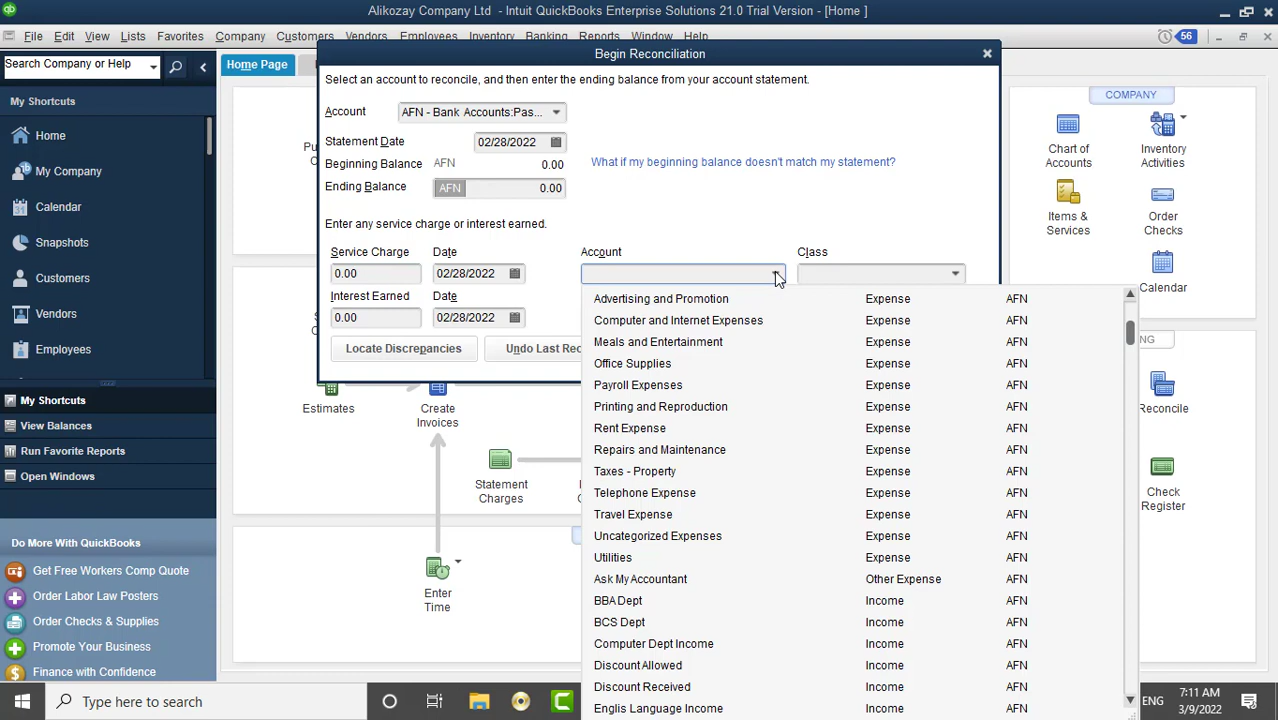 Alikozay Company Ltd - Intuit QuickBooks Enterprise Solutions 21.0 Trial Version - [Home ]
File Edit View Lists Favorites Company Customers Vendors Employees Inventory Banking Reports Window Help
56
Search Company or Help
Home Page
My Shortcuts
Home
My Company
Calendar
Snapshots
Customers
Vendors
Employees
My Shortcuts
View Balances
Run Favorite Reports
Open Windows
Do More With QuickBooks
Get Free Workers Comp Quote
Order Labor Law Posters
Order Checks & Supplies
Promote Your Business
Finance with Confidence
Begin Reconciliation
Select an account to reconcile, and then enter the ending balance from your account statement.
Account AFN - Bank Accounts:Pas...
Statement Date 02/28/2022
Beginning Balance AFN 0.00 What if my beginning balance doesn't match my statement?
Ending Balance AFN 0.00
Enter any service charge or interest earned.
Service Charge Date Account Class
0.00 02/28/2022
Interest Earned Date
0.00 02/28/2022
Locate Discrepancies Undo Last Rec
Advertising and Promotion Expense AFN
Computer and Internet Expenses Expense AFN
Meals and Entertainment Expense AFN
Office Supplies Expense AFN
Payroll Expenses Expense AFN
Printing and Reproduction Expense AFN
Rent Expense Expense AFN
Repairs and Maintenance Expense AFN
Taxes - Property Expense AFN
Telephone Expense Expense AFN
Travel Expense Expense AFN
Uncategorized Expenses Expense AFN
Utilities Expense AFN
Ask My Accountant Other Expense AFN
BBA Dept Income AFN
BCS Dept Income AFN
Computer Dept Income Income AFN
Discount Allowed Income AFN
Discount Received Income AFN
Englis Language Income Income AFN
Estimates
Create
Invoices
Statement
Charges
Enter
Time
COMPANY
Chart of
Accounts
Inventory
Activities
Items &
Services
Order
Checks
Calendar
NG
Reconcile
Check
Register
Type here to search
ENG
7:11 AM
3/9/2022